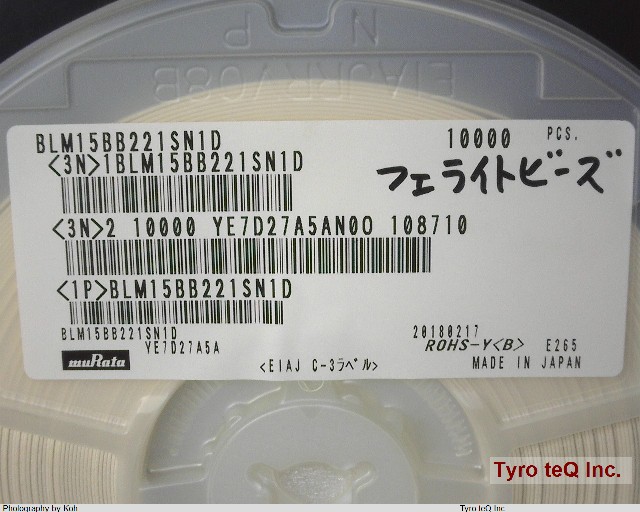 N P
EIAJRR 708B
BLM15BB221SN1D 10000 PCS.
<3N>1BLM15BB221SN1D
フェライトビーズ
<3N>2 10000 YE7D27A5AN00 108710
<1P>BLM15BB221SN1D
BLM15BB221SN1D 20180217
YE7D27A5A ROHS-Y<B> E265
muRata <EIAJ C-3ラベル> MADE IN JAPAN
Tyro teQ Inc.
Photography by Koh Tyro teQ Inc